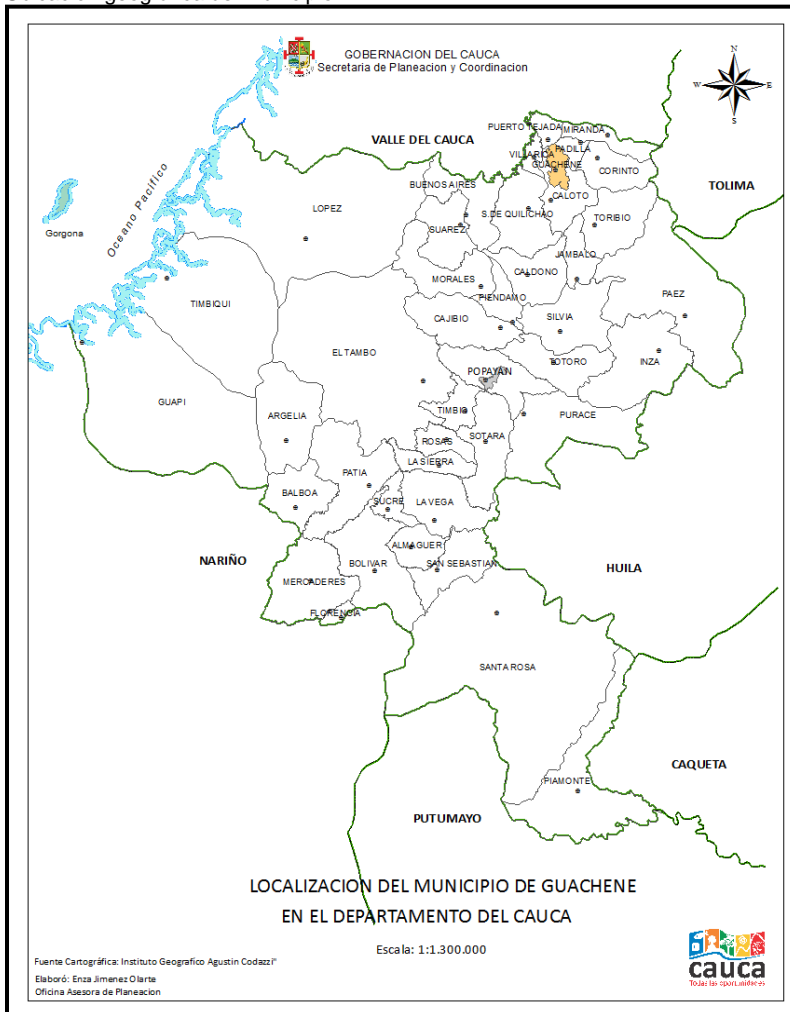 GOBERNACION DEL CAUCA
Secretaria de Planeacion y Coordinacion
N
W
E
S
VALLE DEL CAUCA
PUERTO TEJADA
MIRANDA
PADILLA
VILLARICA
GUACHENE
CORINTO
TOLIMA
BUENOS AIRES
CALOTO
LOPEZ
S.DE QUILICHAO
TORIBIO
SUAREZ
Oceano Pacifico
Gorgona
JAMBALO
CALDONO
MORALES
PAEZ
TIMBIQUI
PIENDAMO
CAJIBIO
SILVIA
EL TAMBO
TOTORO
INZA
POPAYAN
GUAPI
ARGELIA
TIMBIO
PURACE
ROSAS
SOTARA
LA SIERRA
PATIA
BALBOA
SUCRE
LA VEGA
ALMAGUER
NARIÑO
BOLIVAR
SAN SEBASTIAN
HUILA
MERCADERES
FLORENCIA
SANTA ROSA
CAQUETA
PIAMONTE
PUTUMAYO
LOCALIZACION DEL MUNICIPIO DE GUACHENE
EN EL DEPARTAMENTO DEL CAUCA
Escala: 1:1.300.000
Fuente Cartográfica: Instituto Geografico Agustin Codazzi"
Elaboró: Enza Jimenez Olarte
Oficina Asesora de Planeacion
cauca
Todas las oportunidades